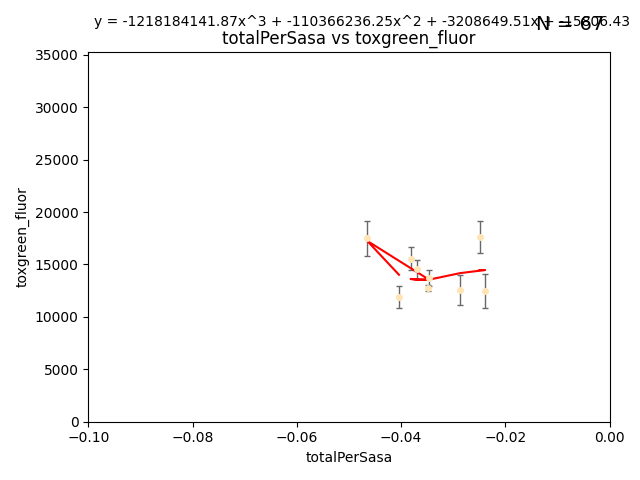 y = -1218184141.87x^3 + -110366236.25x^2 + -3208649.51x + -15606.43
N = 67
totalPerSasa vs toxgreen_fluor
35000
30000
25000
20000
15000
10000
5000
0
toxgreen_fluor
−0.10 −0.08 −0.06 −0.04 −0.02 0.00
totalPerSasa